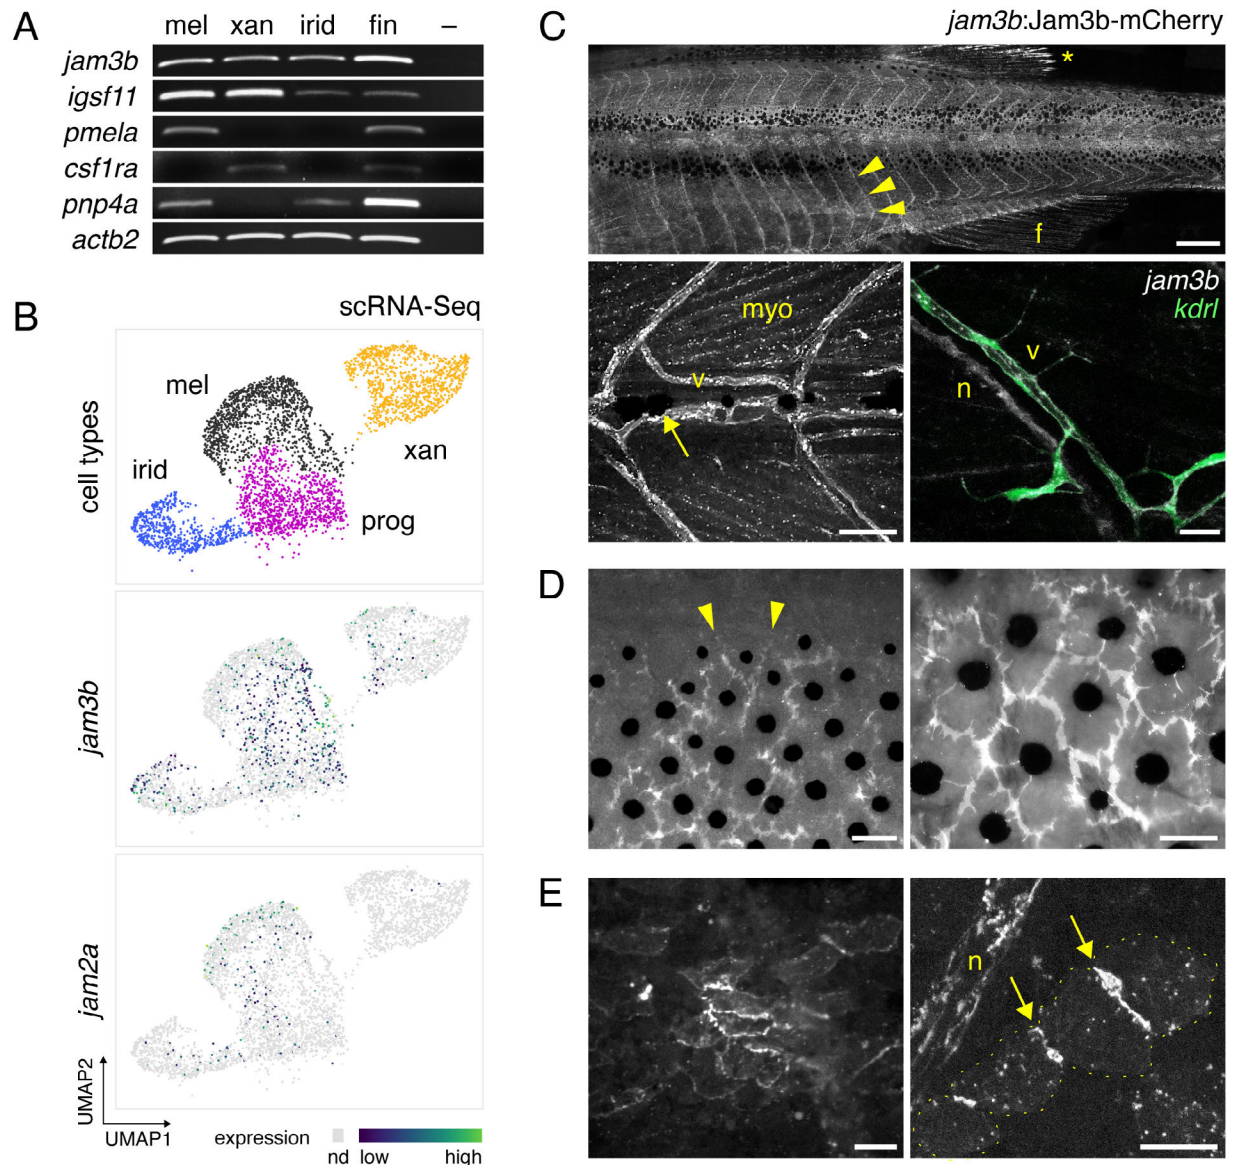 A
mel xan irid fin –
jam3b
igsf11
pmela
csf1ra
pnp4a
actb2
B
scRNA-Seq
cell types
mel
xan
irid
prog
jam3b
jam2a
UMAP2
UMAP1
expression
nd low high
C
jam3b:Jam3b-mCherry
*
f
myo
v
jam3b
kdrl
v
n
D
E
n